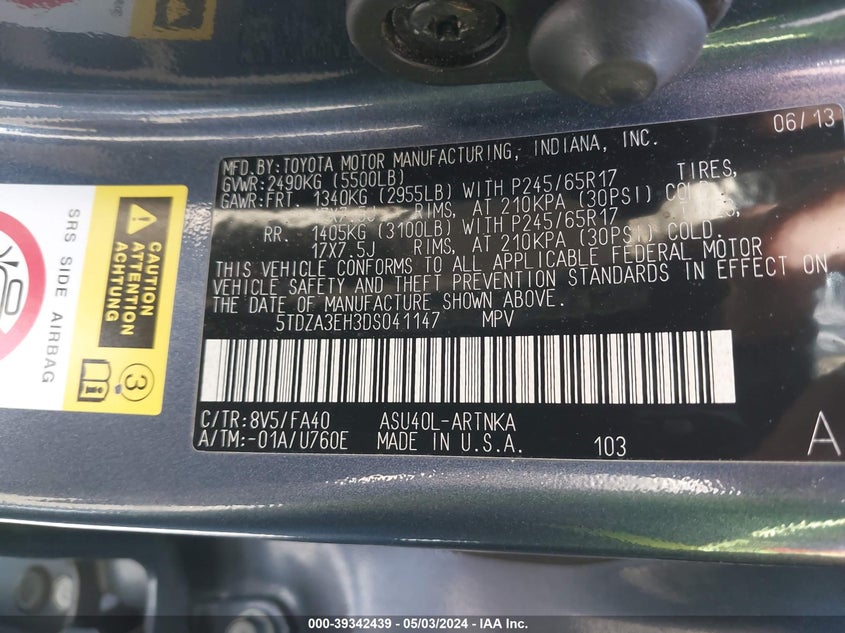 06/13
MFD.BY:TOYOTA MOTOR MANUFACTURING, INDIANA, INC.
GVWR:2490KG (5500LB)
GAWR:FRT. 1340KG (2955LB) WITH P245/65R17 TIRES,
17X7.5J RIMS, AT 210KPA (30PSI) COLD.
RR. 1405KG (3100LB) WITH P245/65R17 TIRES,
17X7.5J RIMS, AT 210KPA (30PSI) COLD.
THIS VEHICLE CONFORMS TO ALL APPLICABLE FEDERAL MOTOR
VEHICLE SAFETY AND THEFT PREVENTION STANDARDS IN EFFECT ON
THE DATE OF MANUFACTURE SHOWN ABOVE.
5TDZA3EH3DS041147 MPV
C/TR:8V5/FA40 ASU40L-ARTNKA
A/TM:-01A/U760E MADE IN U.S.A. 103
A
CAUTION
ATTENTION
ACHTUNG
SRS SIDE AIRBAG
i
3
000-39342439 - 05/03/2024 - IAA Inc.